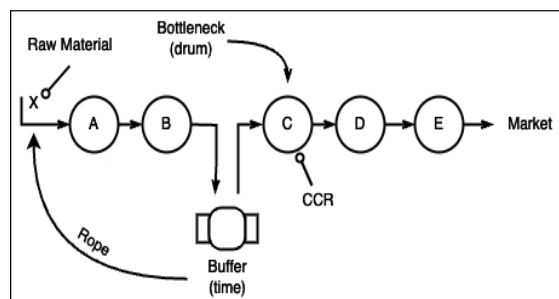 Bottleneck
(drum)
Raw Material
X
A
B
C
D
E
Market
CCR
Rope
Buffer
(time)